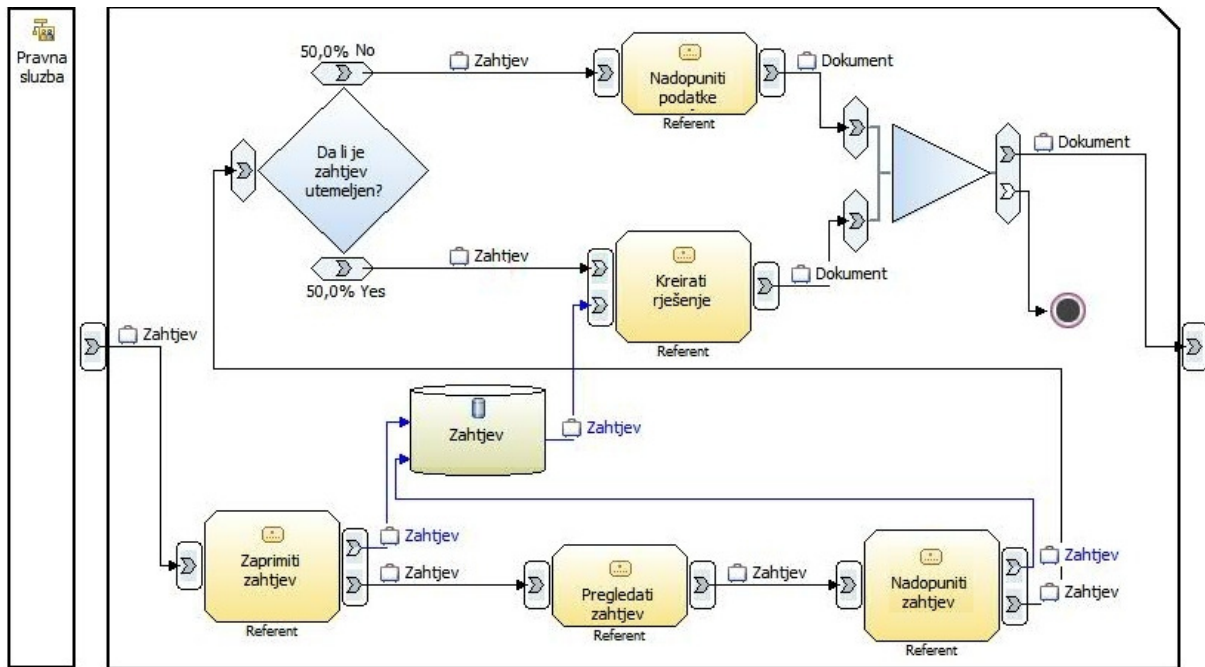 Pravna
sluzba
50,0% No
Zahtjev
Nadopuniti
podatke
Referent
Dokument
Da li je
zahtjev
utemeljen?
Dokument
50,0% Yes
Zahtjev
Kreirati
rješenje
Referent
Dokument
Zahtjev
Zahtjev
Zahtjev
Zaprimiti
zahtjev
Referent
Zahtjev
Zahtjev
Pregledati
zahtjev
Referent
Zahtjev
Nadopuniti
zahtjev
Referent
Zahtjev
Zahtjev